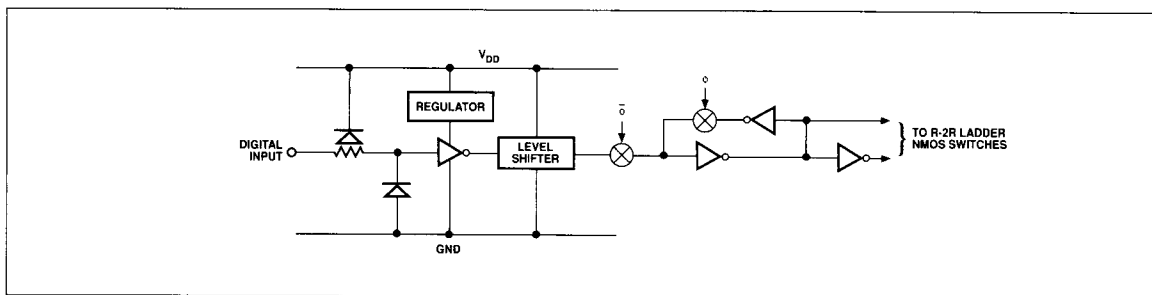 V_DD
REGULATOR
DIGITAL
INPUT
LEVEL
SHIFTER
TO R-2R LADDER
NMOS SWITCHES
GND